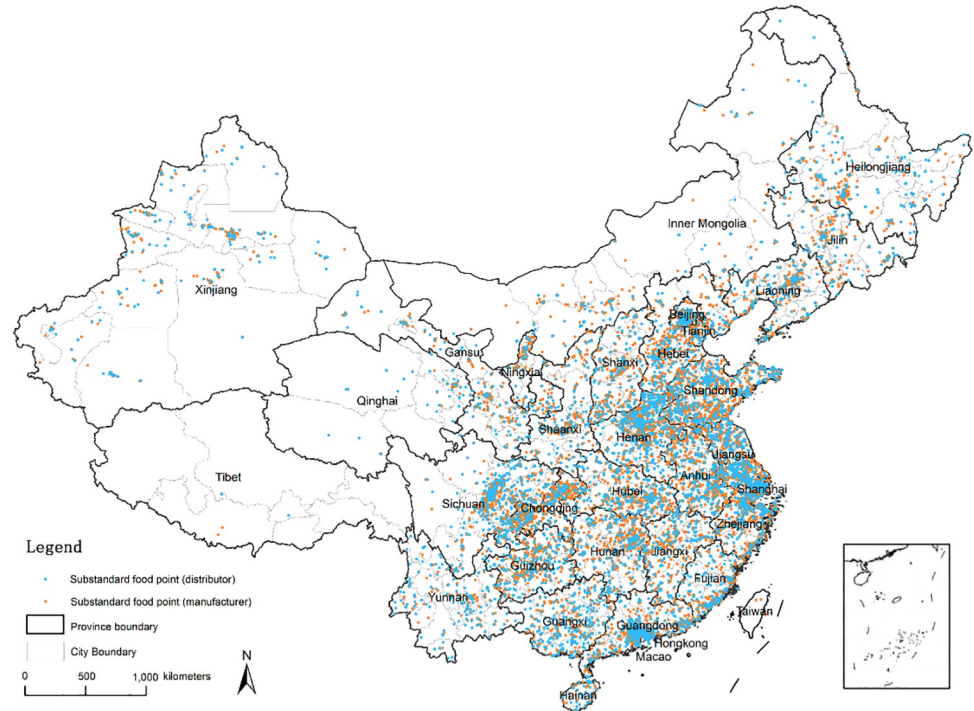 Heilongjiang
Inner Mongolia
Jilin
Liaoning
Xinjiang
Beijing
Tianjin
Gansu
Hebei
Ningxia
Shanxi
Shandong
Qinghai
Shaanxi
Henan
Jiangsu
Tibet
Anhui
Shanghai
Sichuan
Hubei
Chongqing
Zhejiang
Hunan
Jiangxi
Guizhou
Fujian
Yunnan
Taiwan
Guangxi
Guangdong
Hongkong
Macao
Hainan
Legend
Substandard food point (distributor)
Substandard food point (manufacturer)
Province boundary
City Boundary
0 500 1,000 kilometers
N